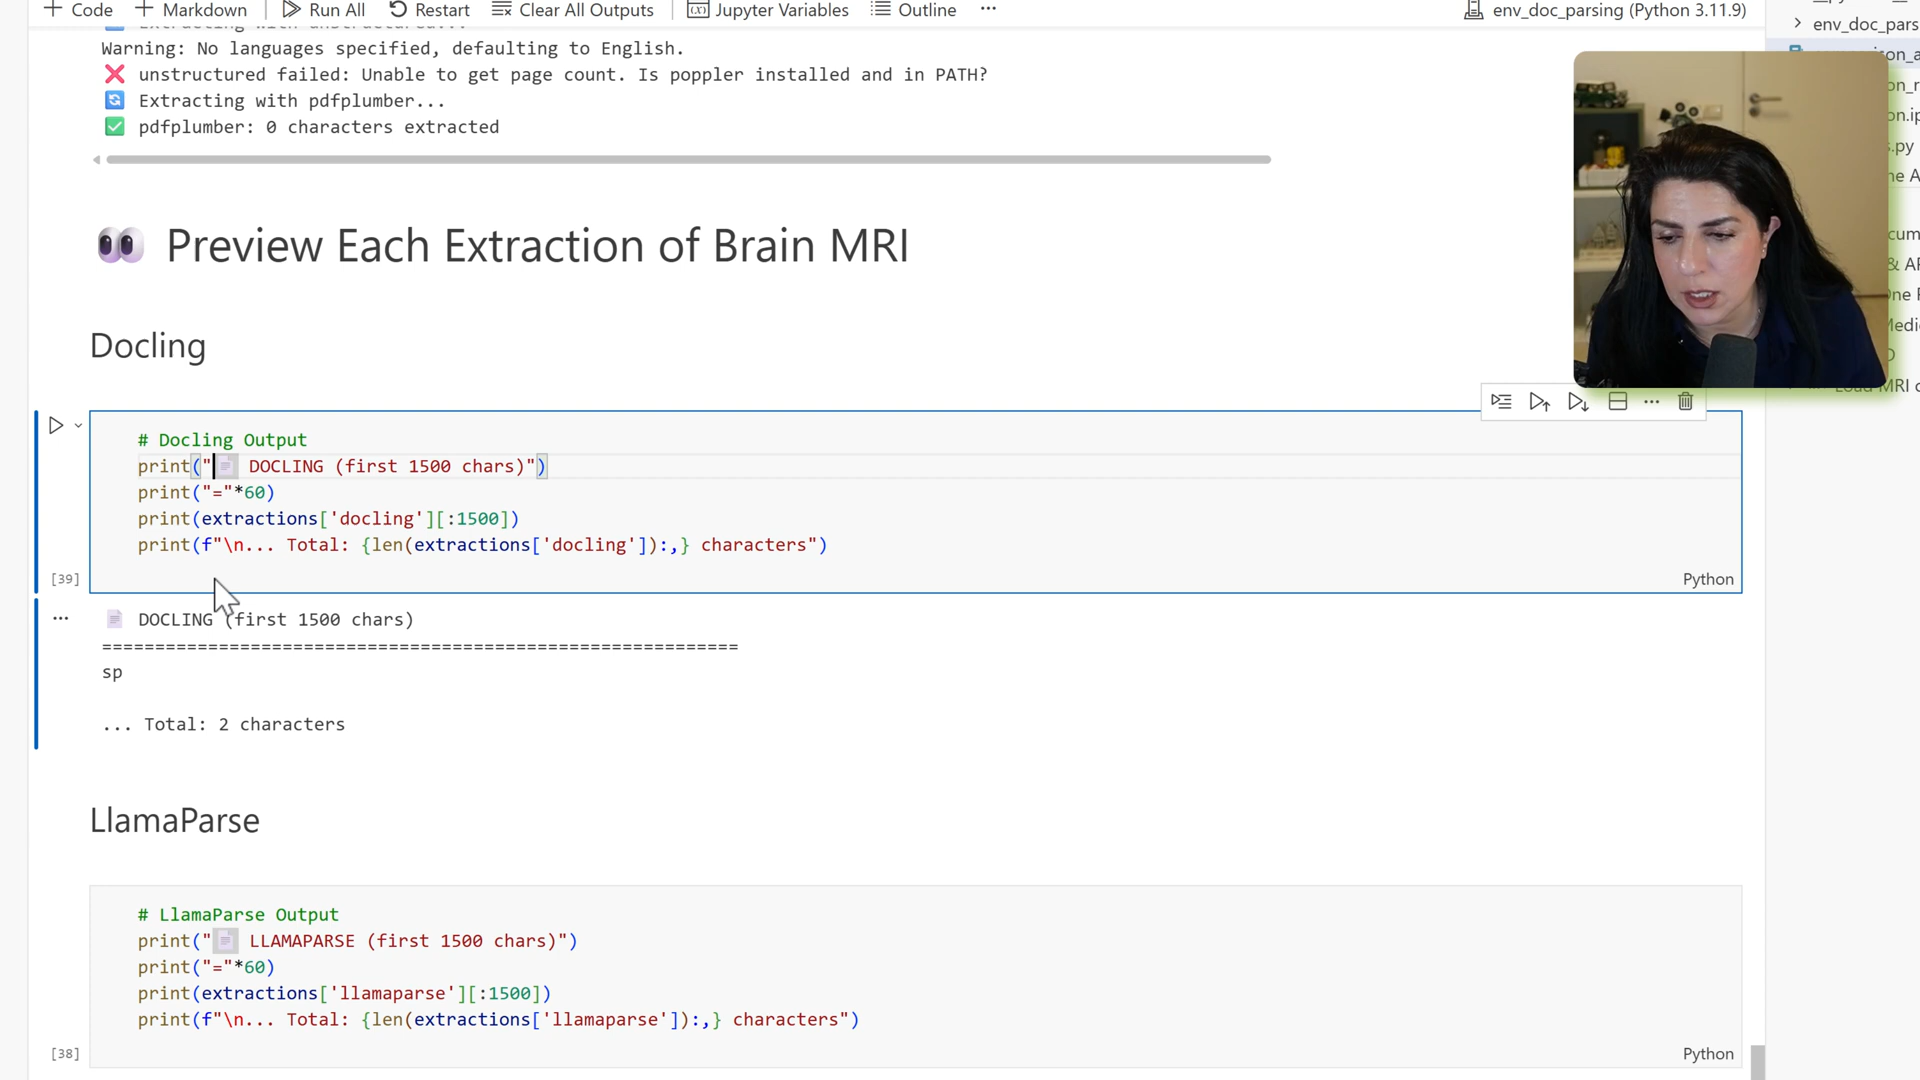 Code
Markdown
Run All
Restart
Clear All Outputs
Jupyter Variables
Outline
env_doc_parsing (Python 3.11.9)
env_doc_pars
Warning: No languages specified, defaulting to English.
unstructured failed: Unable to get page count. Is poppler installed and in PATH?
Extracting with pdfplumber...
pdfplumber: 0 characters extracted
Preview Each Extraction of Brain MRI
Docling
# Docling Output
print("📄 DOCLING (first 1500 chars)")
print("="*60)
print(extractions['docling'][:1500])
print(f"\n... Total: {len(extractions['docling']):,} characters")
[39]
Python
DOCLING (first 1500 chars)
============================================================
sp
... Total: 2 characters
LlamaParse
# LlamaParse Output
print("📄 LLAMAPARSE (first 1500 chars)")
print("="*60)
print(extractions['llamaparse'][:1500])
print(f"\n... Total: {len(extractions['llamaparse']):,} characters")
[38]
Python